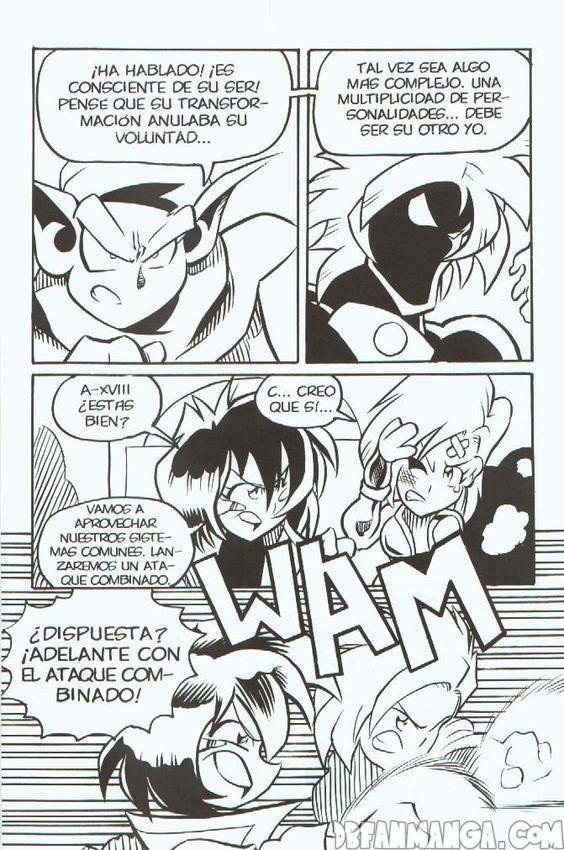 ¡HA HABLADO! ¡ES
CONSCIENTE DE SU SER!
PENSE QUE SU TRANSFOR-
MACIÓN ANULABA SU
VOLUNTAD...
TAL VEZ SEA ALGO
MAS COMPLEJO. UNA
MULTIPLICIDAD DE PER-
SONALIDADES... DEBE
SER SU OTRO YO.
A-XVIII
¿ESTAS
BIEN?
C... CREO
QUE SÍ...
VAMOS A
APROVECHAR
NUESTROS SISTE-
MAS COMUNES. LAN-
ZAREMOS UN ATA-
QUE COMBINADO.
WAM
¿DISPUESTA?
¡ADELANTE CON
EL ATAQUE COM-
BINADO!
DBFANMANGA.COM